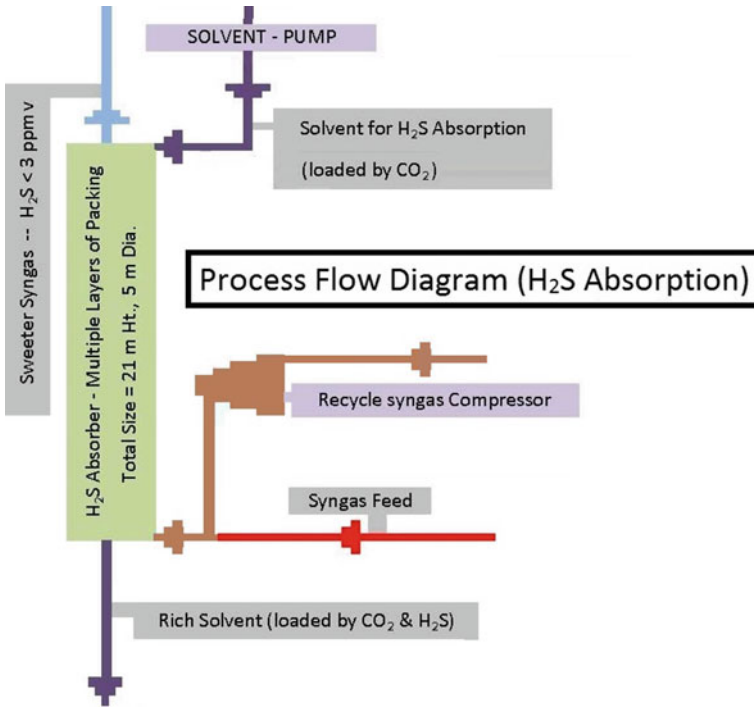 SOLVENT - PUMP
Sweeter Syngas -- H₂S < 3 ppm v
Solvent for H₂S Absorption
(loaded by CO₂)
H₂S Absorber - Multiple Layers of Packing
Total Size = 21 m Ht., 5 m Dia.
Process Flow Diagram (H₂S Absorption)
Recycle syngas Compressor
Syngas Feed
Rich Solvent (loaded by CO₂ & H₂S)